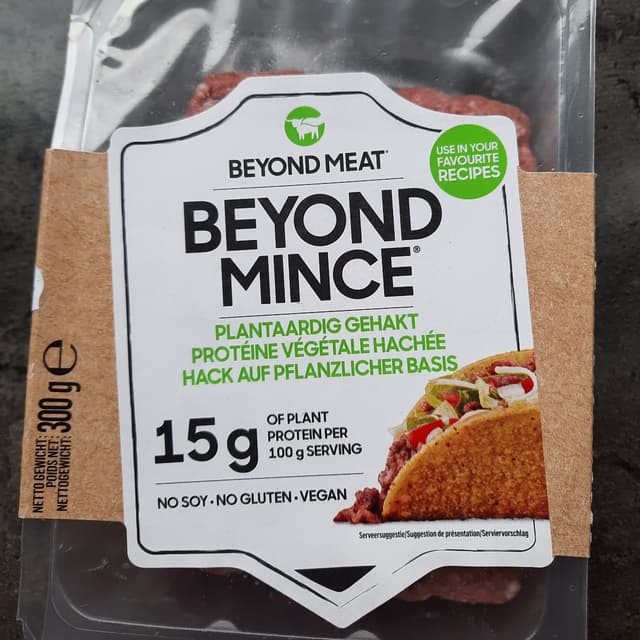 BEYOND MEAT®
USE IN YOUR
FAVOURITE
RECIPES
BEYOND
MINCE®
PLANTAARDIG GEHAKT
PROTÉINE VÉGÉTALE HACHÉE
HACK AUF PFLANZLICHER BASIS
15g
OF PLANT
PROTEIN PER
100 g SERVING
NO SOY · NO GLUTEN · VEGAN
Serveersuggestie/Suggestion de présentation/Serviervorschlag
NETTO GEWICHT:
POIDS NET:
NETTOGEWICHT:
300 g ℮